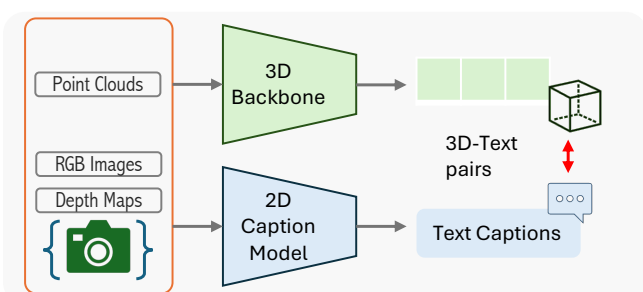 Point Clouds
RGB Images
Depth Maps
3D
Backbone
2D
Caption
Model
3D-Text
pairs
Text Captions